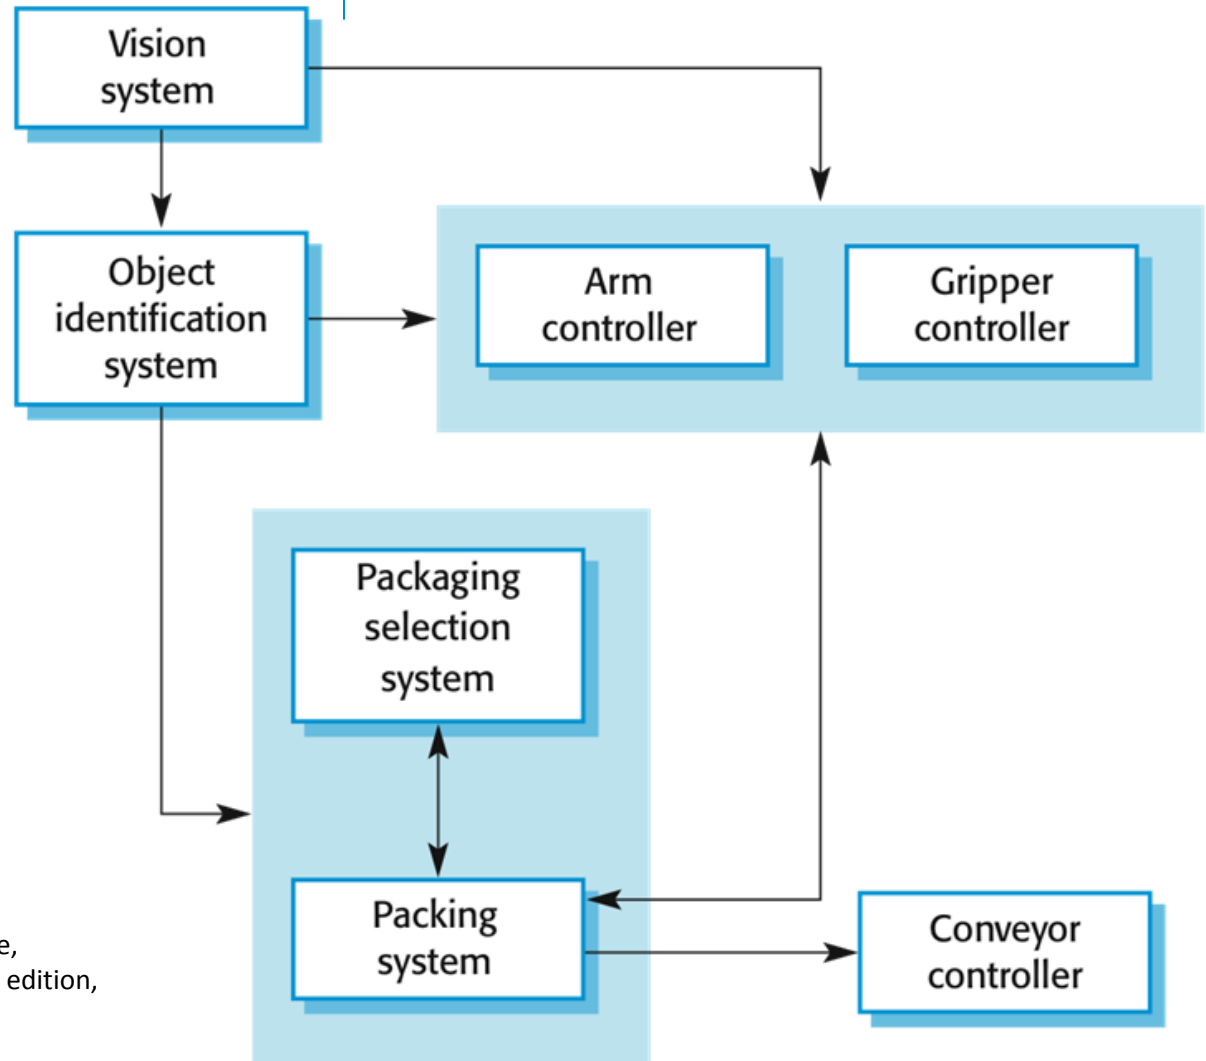 Vision
system
Object
identification
system
Arm
controller
Gripper
controller
Packaging
selection
system
Packing
system
Conveyor
controller
e,
edition,